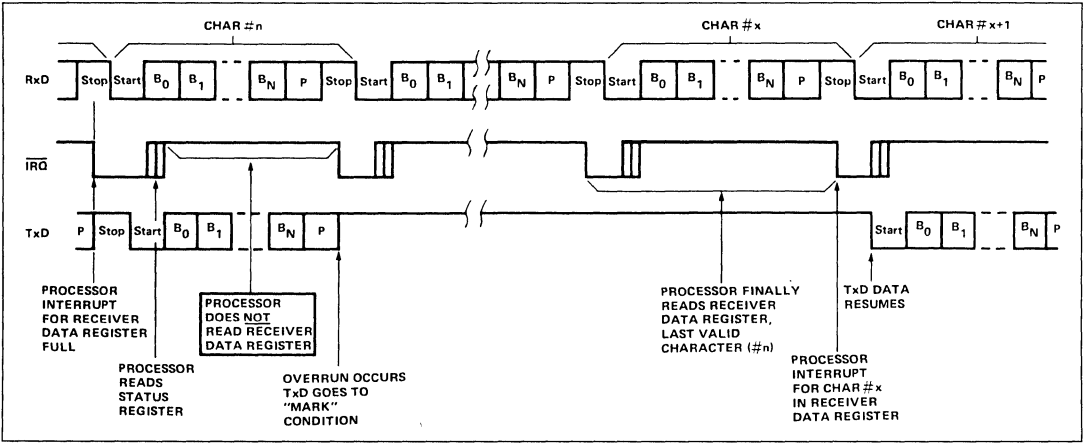 CHAR #n CHAR #x CHAR #x+1
RxD Stop Start B0 B1 BN P Stop Start B0 B1 BN P Stop Start B0 B1 BN P Stop Start B0 B1 BN P
IRQ
TxD P Stop Start B0 B1 BN P Start B0 B1 BN P
PROCESSOR
INTERRUPT
FOR RECEIVER
DATA REGISTER
FULL
PROCESSOR
READS
STATUS
REGISTER
PROCESSOR
DOES NOT
READ RECEIVER
DATA REGISTER
OVERRUN OCCURS
TxD GOES TO
"MARK"
CONDITION
PROCESSOR FINALLY
READS RECEIVER
DATA REGISTER,
LAST VALID
CHARACTER (#n)
PROCESSOR
INTERRUPT
FOR CHAR #x
IN RECEIVER
DATA REGISTER
TxD DATA
RESUMES